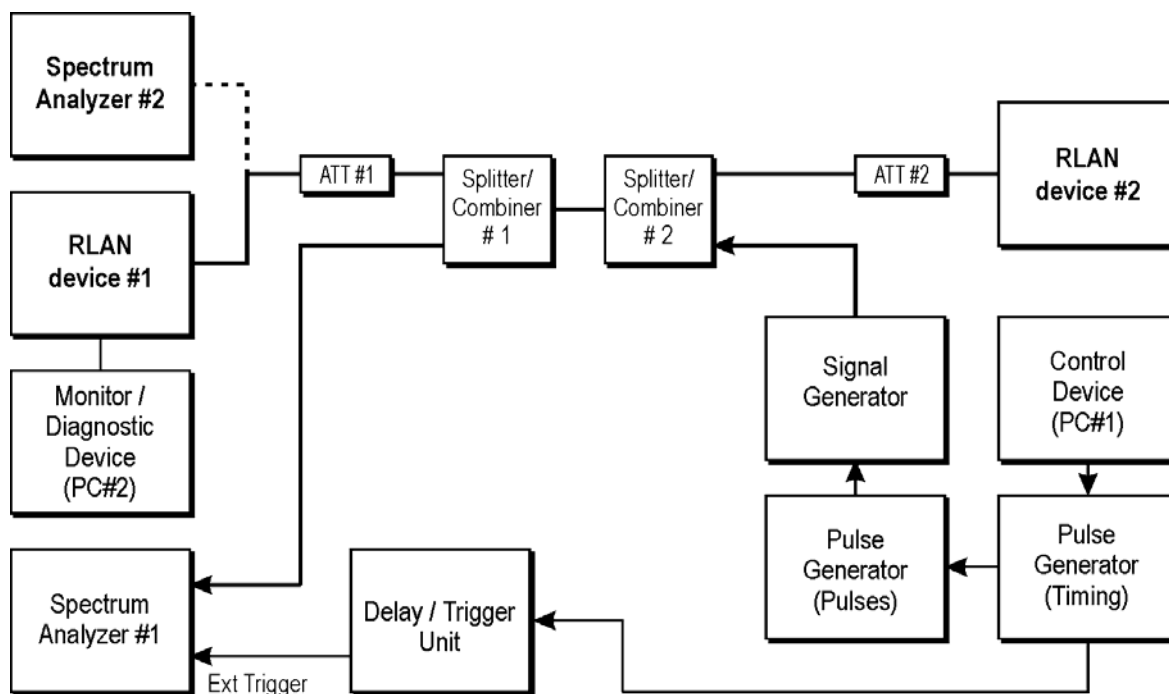 Spectrum
Analyzer #2
RLAN
device #1
Monitor /
Diagnostic
Device
(PC#2)
Spectrum
Analyzer #1
ATT #1
Splitter/
Combiner
# 1
Splitter/
Combiner
# 2
ATT #2
RLAN
device #2
Signal
Generator
Control
Device
(PC#1)
Pulse
Generator
(Pulses)
Pulse
Generator
(Timing)
Delay / Trigger
Unit
Ext Trigger